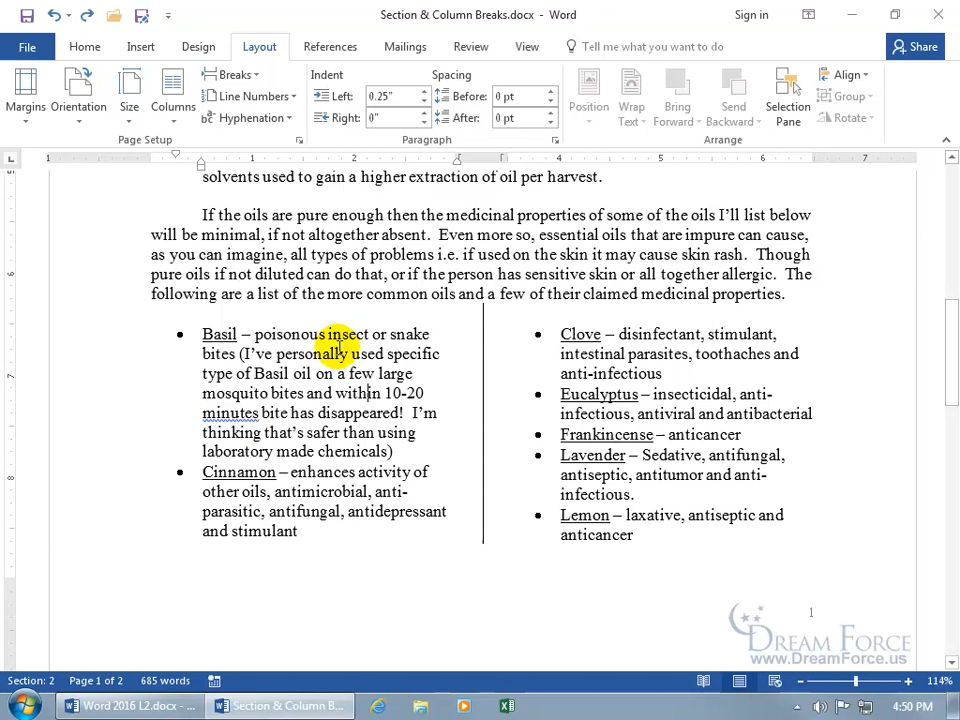 Section & Column Breaks.docx - Word
Sign in
File
Home
Insert
Design
Layout
References
Mailings
Review
View
Tell me what you want to do
Share
Margins
Orientation
Size
Columns
Breaks
Line Numbers
Hyphenation
Page Setup
Indent
Left: 0.25"
Right: 0"
Spacing
Before: 0 pt
After: 0 pt
Paragraph
Position
Wrap Text
Bring Forward
Send Backward
Selection Pane
Align
Group
Rotate
Arrange
1 1 2 3 4 5 6 7
solvents used to gain a higher extraction of oil per harvest.
If the oils are pure enough then the medicinal properties of some of the oils I'll list below
will be minimal, if not altogether absent.  Even more so, essential oils that are impure can cause,
as you can imagine, all types of problems i.e. if used on the skin it may cause skin rash.  Though
pure oils if not diluted can do that, or if the person has sensitive skin or all together allergic.  The
following are a list of the more common oils and a few of their claimed medicinal properties.
• Basil – poisonous insect or snake
bites (I've personally used specific
type of Basil oil on a few large
mosquito bites and within 10-20
minutes bite has disappeared!  I'm
thinking that's safer than using
laboratory made chemicals)
• Cinnamon – enhances activity of
other oils, antimicrobial, anti-
parasitic, antifungal, antidepressant
and stimulant
• Clove – disinfectant, stimulant,
intestinal parasites, toothaches and
anti-infectious
• Eucalyptus – insecticidal, anti-
infectious, antiviral and antibacterial
• Frankincense – anticancer
• Lavender – Sedative, antifungal,
antiseptic, antitumor and anti-
infectious.
• Lemon – laxative, antiseptic and
anticancer
1
DREAM FORCE
www.DreamForce.us
Section: 2
Page 1 of 2
685 words
114%
Word 2016 L2.docx - ...
Section & Column B...
4:50 PM